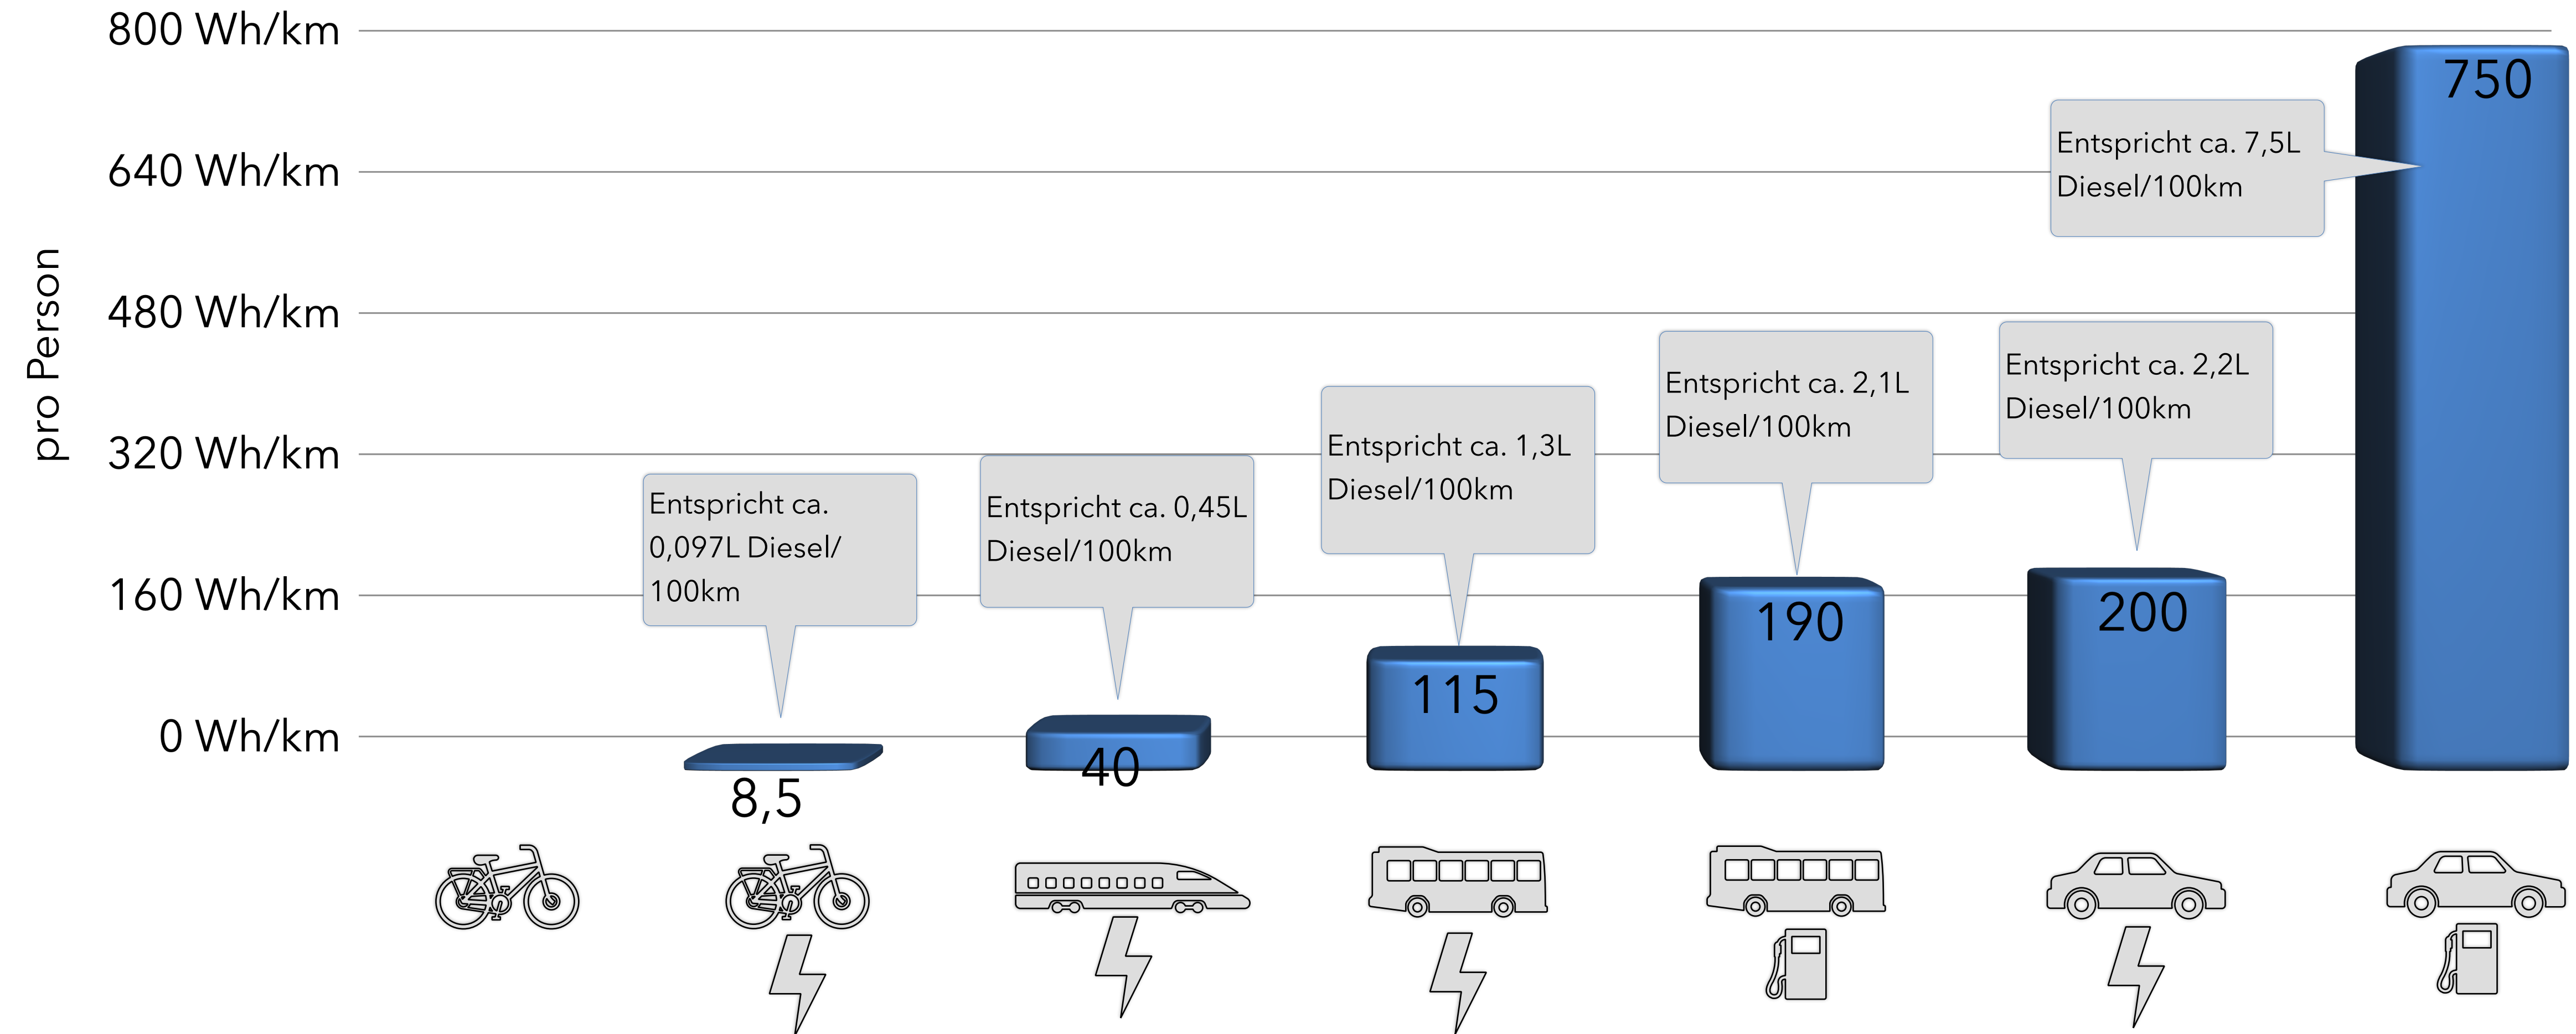 pro Person
800 Wh/km
640 Wh/km
480 Wh/km
320 Wh/km
160 Wh/km
0 Wh/km
Entspricht ca.
0,097L Diesel/
100km
8,5
Entspricht ca. 0,45L
Diesel/100km
40
Entspricht ca. 1,3L
Diesel/100km
115
Entspricht ca. 2,1L
Diesel/100km
190
Entspricht ca. 2,2L
Diesel/100km
200
Entspricht ca. 7,5L
Diesel/100km
750